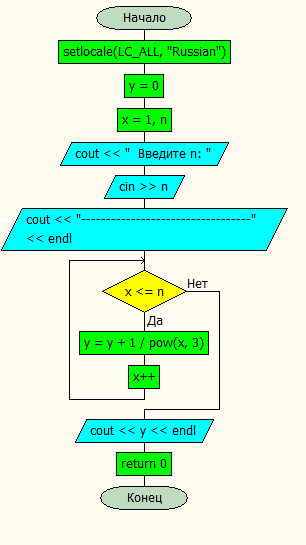 Начало
setlocale(LC_ALL, "Russian")
y = 0
x = 1, n
cout << "  Введите n: "
cin >> n
cout << "-----------------------------------"
<< endl
x <= n
Нет
Да
y = y + 1 / pow(x, 3)
x++
cout << y << endl
return 0
Конец